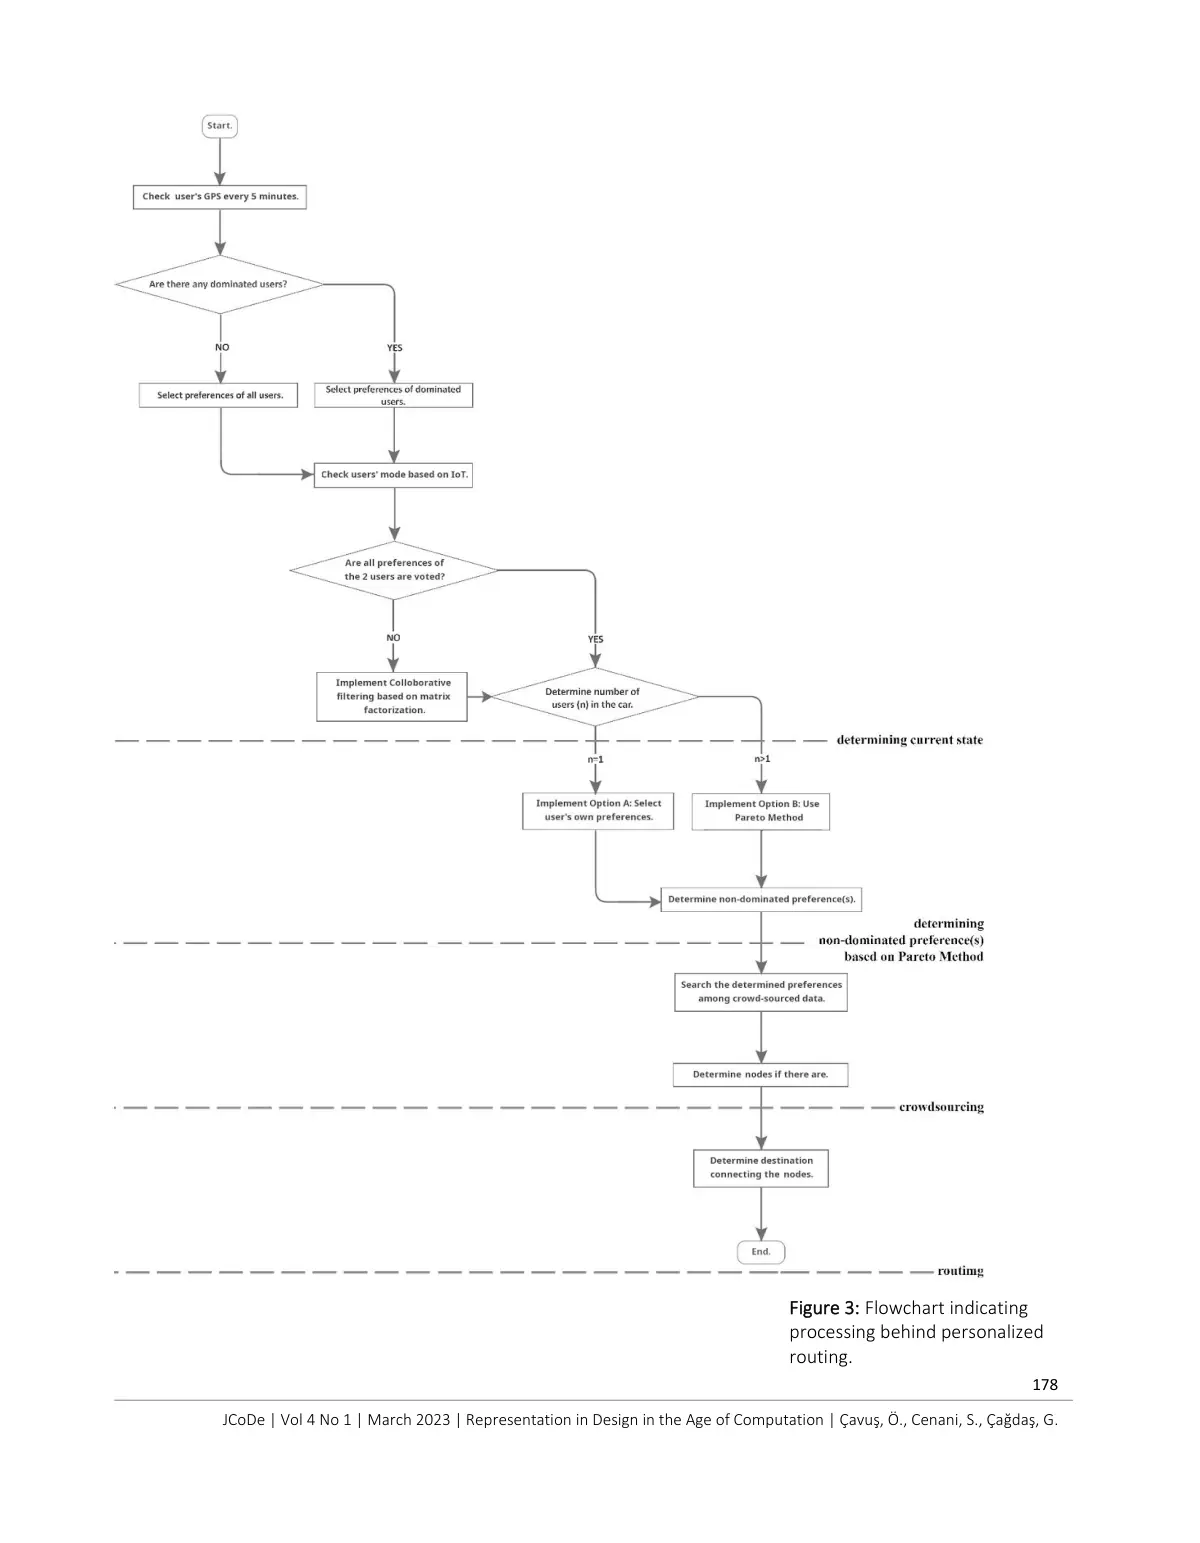 Start.
Check user's GPS every 5 minutes.
Are there any dominated users?
NO
YES
Select preferences of all users.
Select preferences of dominated
users.
Check users' mode based on IoT.
Are all preferences of
the 2 users are voted?
NO
YES
Implement Colloborative
filtering based on matrix
factorization.
Determine number of
users (n) in the car.
determining current state
n=1
n>1
Implement Option A: Select
user's own preferences.
Implement Option B: Use
Pareto Method
Determine non-dominated preference(s).
determining
non-dominated preference(s)
based on Pareto Method
Search the determined preferences
among crowd-sourced data.
Determine nodes if there are.
crowdsourcing
Determine destination
connecting the nodes.
End.
routing
Figure 3: Flowchart indicating
processing behind personalized
routing.
178
JCoDe | Vol 4 No 1 | March 2023 | Representation in Design in the Age of Computation | Çavuş, Ö., Cenani, S., Çağdaş, G.